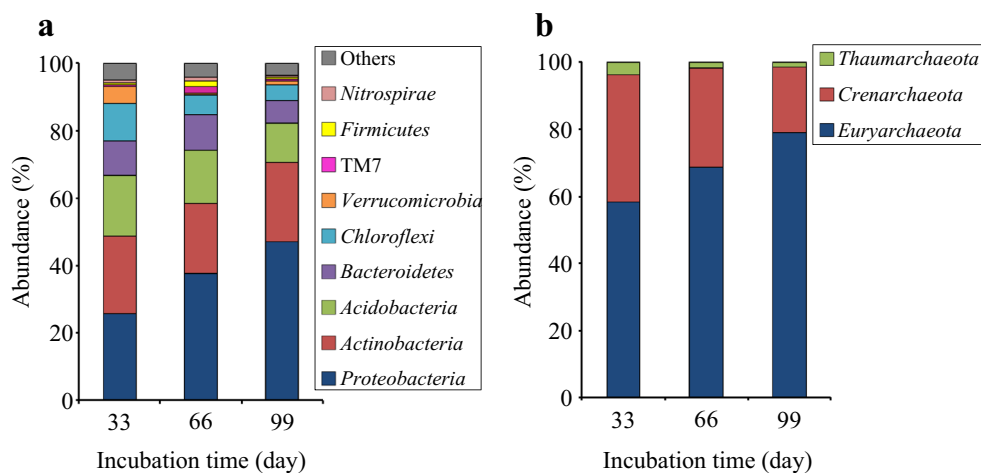 a
Abundance (%)
100
80
60
40
20
0
33 66 99
Incubation time (day)
Others
Nitrospirae
Firmicutes
TM7
Verrucomicrobia
Chloroflexi
Bacteroidetes
Acidobacteria
Actinobacteria
Proteobacteria
b
Abundance (%)
100
80
60
40
20
0
33 66 99
Incubation time (day)
Thaumarchaeota
Crenarchaeota
Euryarchaeota